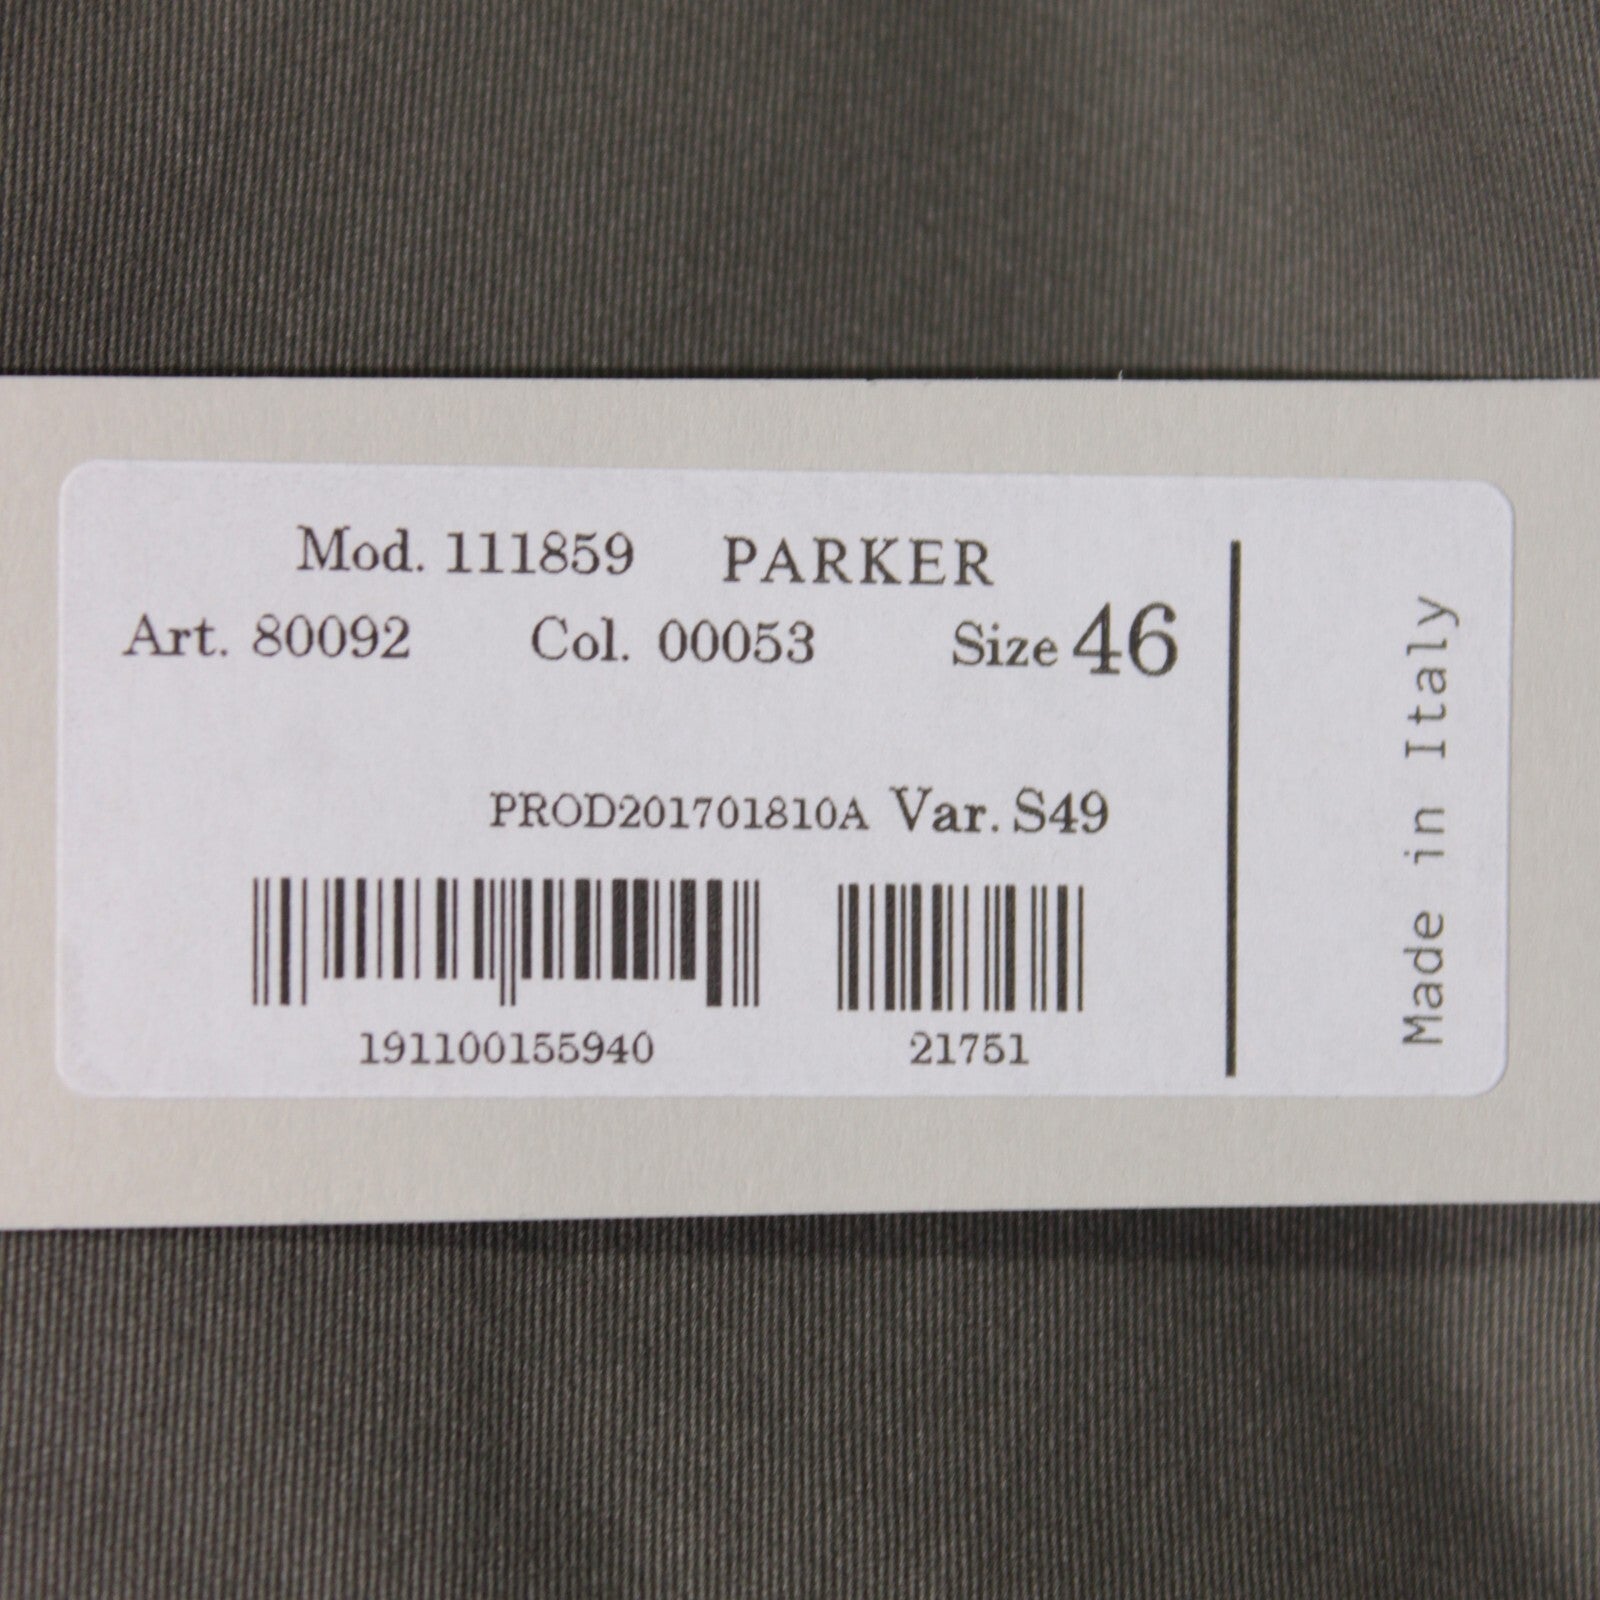 Mod. 111859 PARKER
Art. 80092 Col. 00053 Size 46
PROD201701810A Var. S49
191100155940 21751
Made in Italy